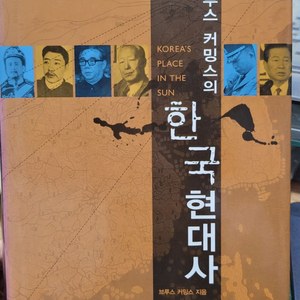 루스 커밍스의
KOREA'S
PLACE IN
THE SUN
한국현대사
브루스 커밍스 지음